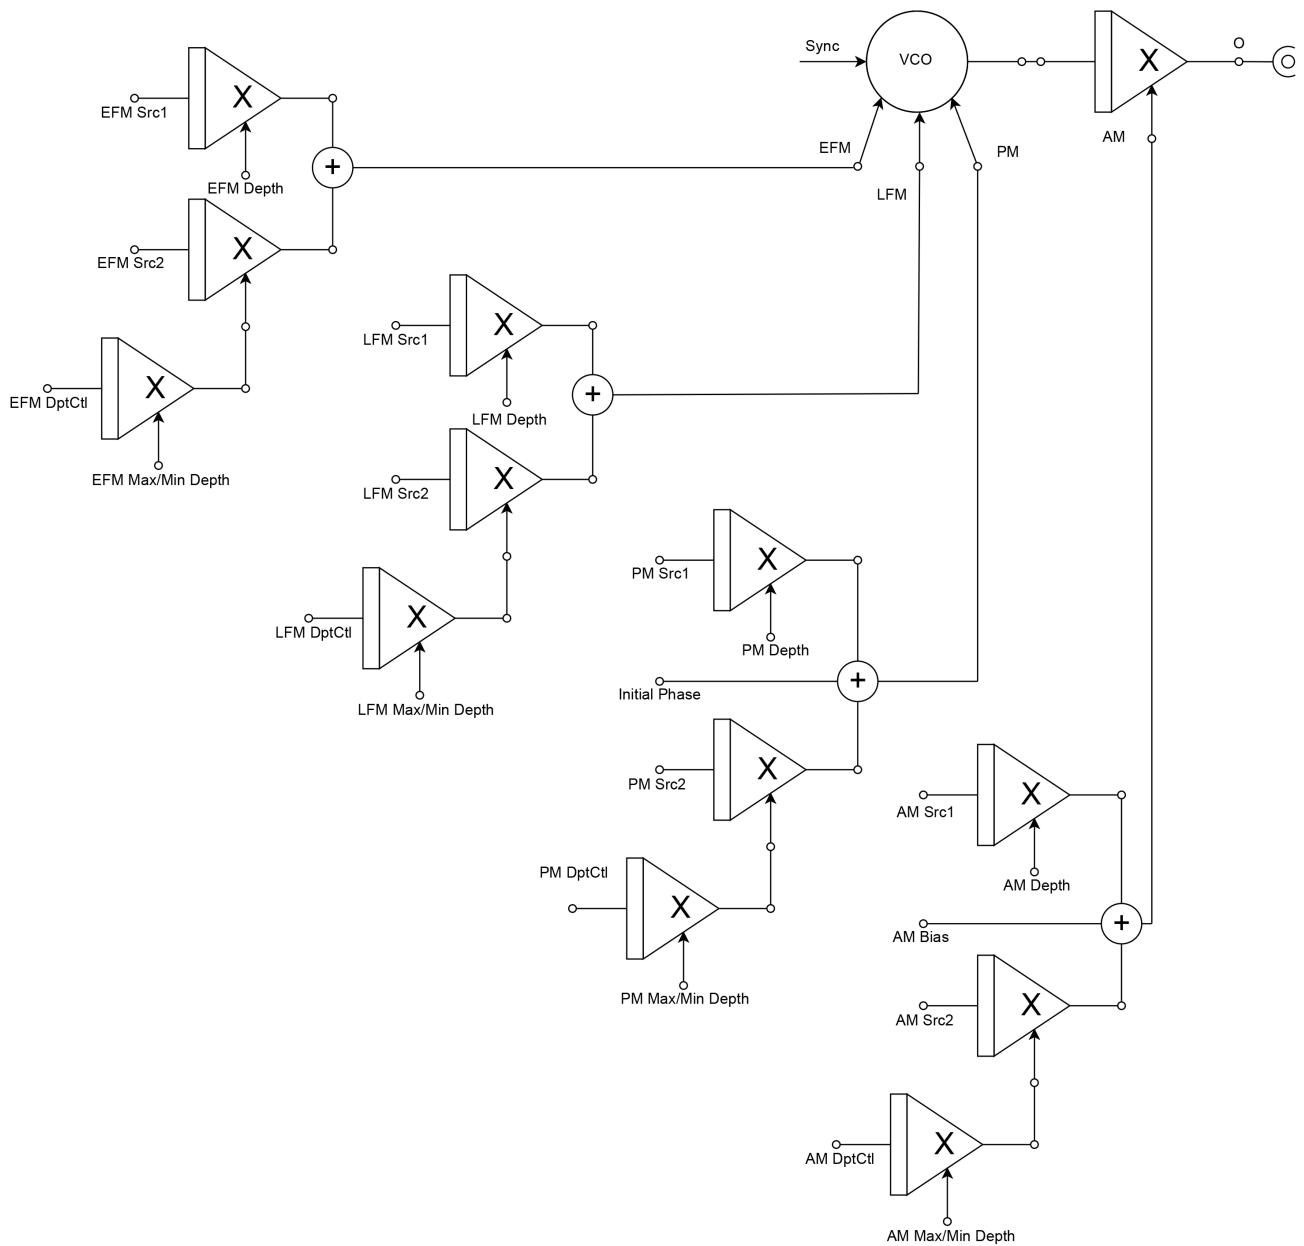 O
Sync
VCO
X
X
EFM Src1
AM
EFM
PM
+
EFM Depth
LFM
X
EFM Src2
X
LFM Src1
X
EFM DptCtl
+
LFM Depth
EFM Max/Min Depth
X
LFM Src2
X
PM Src1
X
LFM DptCtl
PM Depth
+
Initial Phase
LFM Max/Min Depth
X
PM Src2
X
AM Src1
PM DptCtl
AM Depth
X
+
AM Bias
PM Max/Min Depth
X
AM Src2
X
AM DptCtl
AM Max/Min Depth